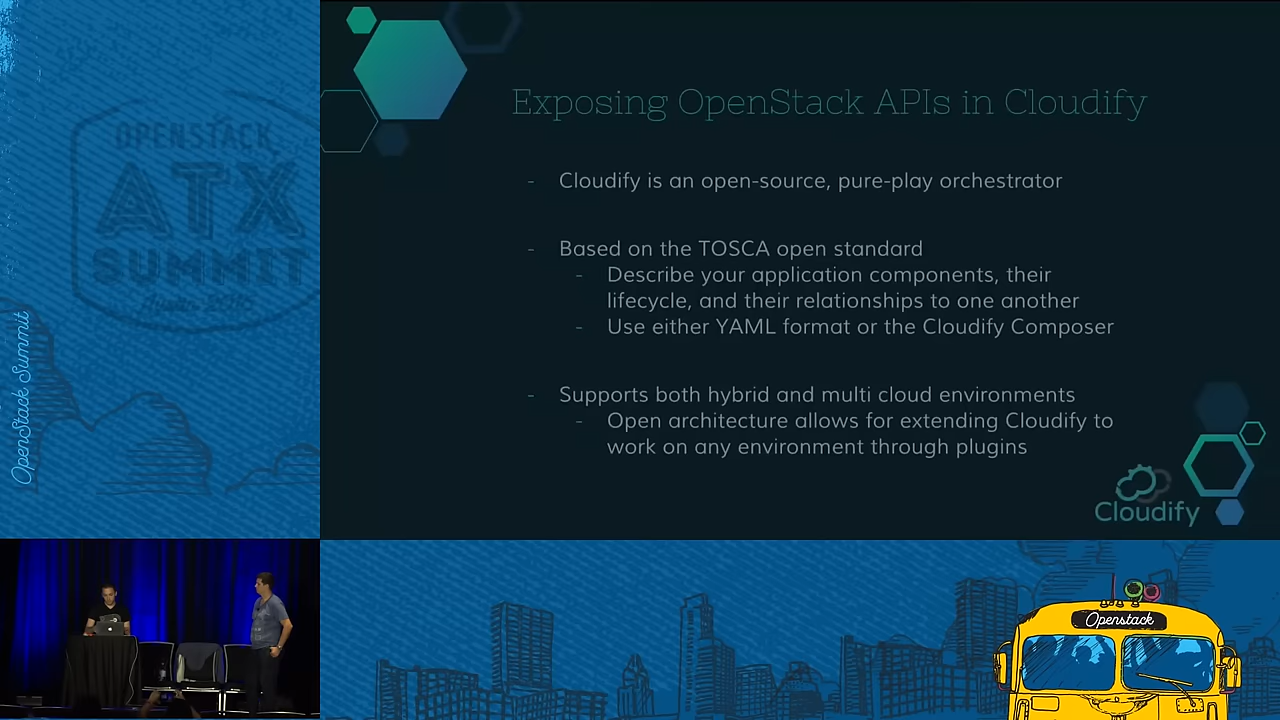 Exposing OpenStack APIs in Cloudify
- Cloudify is an open-source, pure-play orchestrator
- Based on the TOSCA open standard
- Describe your application components, their
lifecycle, and their relationships to one another
- Use either YAML format or the Cloudify Composer
- Supports both hybrid and multi cloud environments
- Open architecture allows for extending Cloudify to
work on any environment through plugins
Cloudify
OPENSTACK
ATX
SUMMIT
OpenStack Summit
Openstack